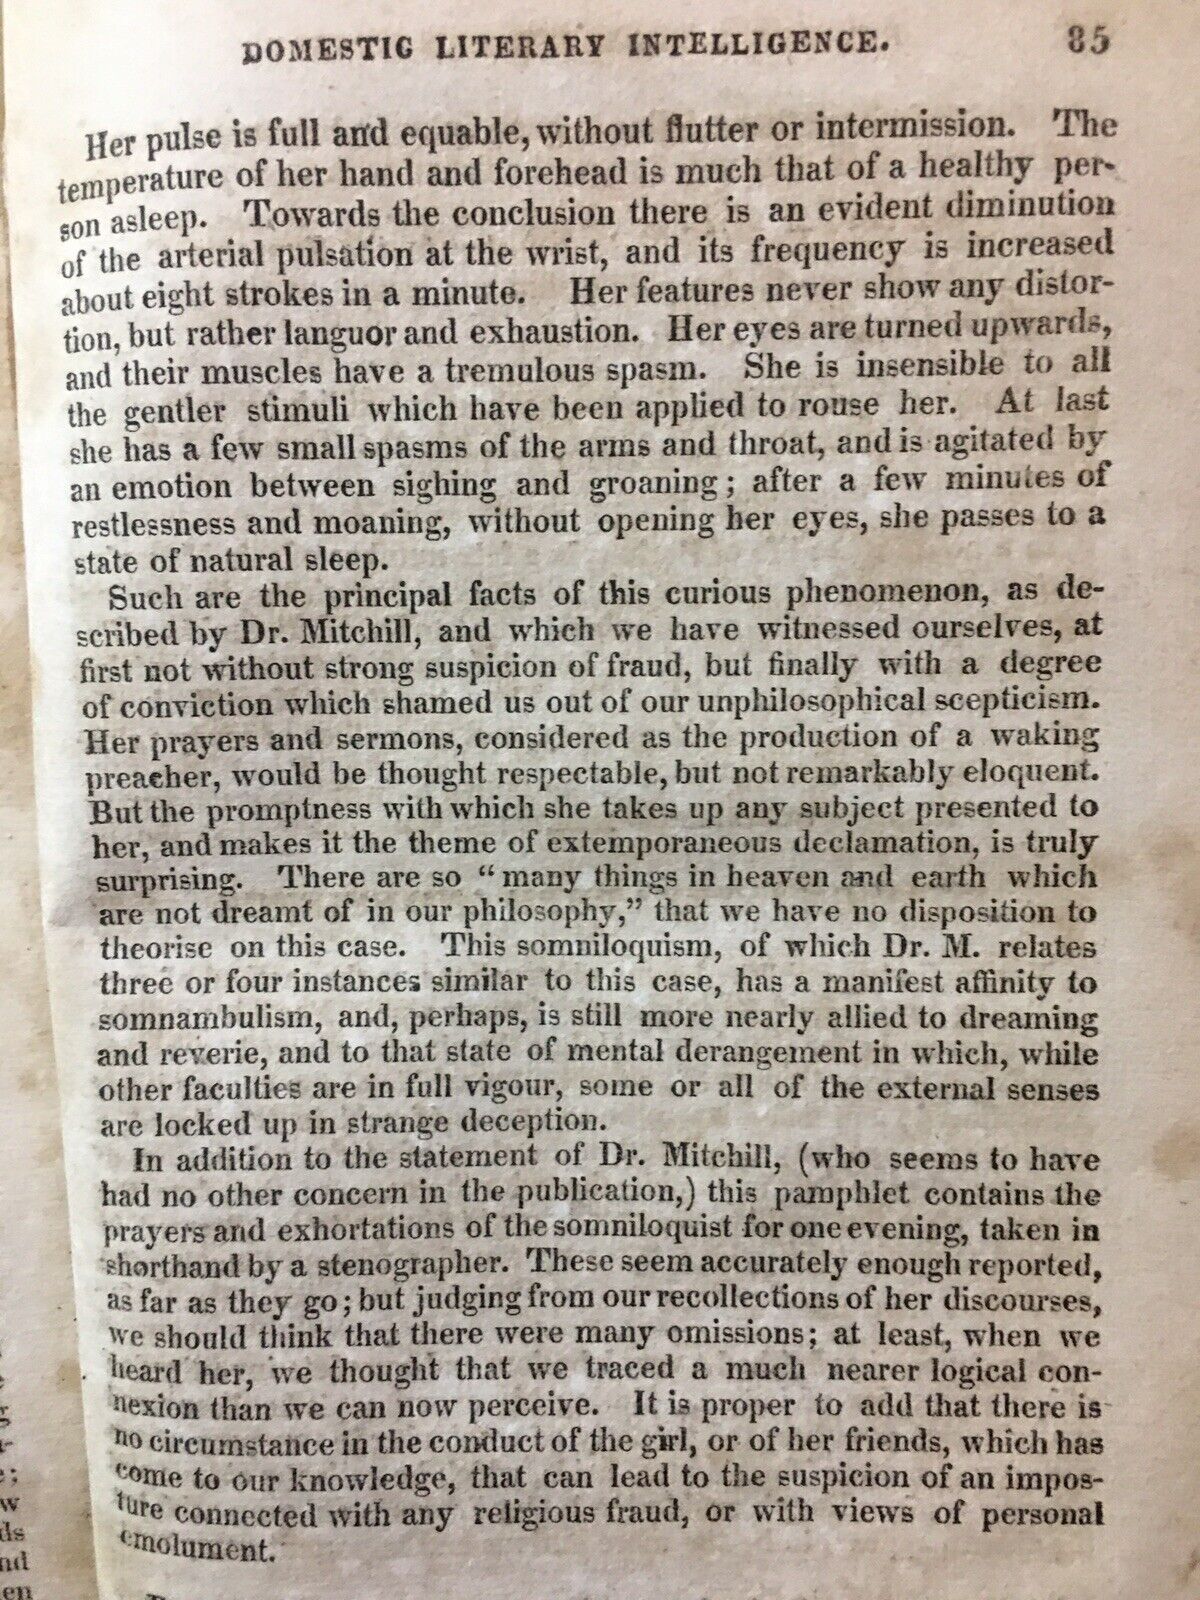 DOMESTIC LITERARY INTELLIGENCE. 85
Her pulse is full and equable, without flutter or intermission. The
temperature of her hand and forehead is much that of a healthy per-
son asleep. Towards the conclusion there is an evident diminution
of the arterial pulsation at the wrist, and its frequency is increased
about eight strokes in a minute. Her features never show any distor-
tion, but rather languor and exhaustion. Her eyes are turned upwards,
and their muscles have a tremulous spasm. She is insensible to all
the gentler stimuli which have been applied to rouse her. At last
she has a few small spasms of the arms and throat, and is agitated by
an emotion between sighing and groaning; after a few minutes of
restlessness and moaning, without opening her eyes, she passes to a
state of natural sleep.
Such are the principal facts of this curious phenomenon, as de-
scribed by Dr. Mitchill, and which we have witnessed ourselves, at
first not without strong suspicion of fraud, but finally with a degree
of conviction which shamed us out of our unphilosophical scepticism.
Her prayers and sermons, considered as the production of a waking
preacher, would be thought respectable, but not remarkably eloquent.
But the promptness with which she takes up any subject presented to
her, and makes it the theme of extemporaneous declamation, is truly
surprising. There are so “many things in heaven and earth which
are not dreamt of in our philosophy,” that we have no disposition to
theorise on this case. This somniloquism, of which Dr. M. relates
three or four instances similar to this case, has a manifest affinity to
somnambulism, and, perhaps, is still more nearly allied to dreaming
and reverie, and to that state of mental derangement in which, while
other faculties are in full vigour, some or all of the external senses
are locked up in strange deception.
In addition to the statement of Dr. Mitchill, (who seems to have
had no other concern in the publication,) this pamphlet contains the
prayers and exhortations of the somniloquist for one evening, taken in
shorthand by a stenographer. These seem accurately enough reported,
as far as they go; but judging from our recollections of her discourses,
we should think that there were many omissions; at least, when we
heard her, we thought that we traced a much nearer logical con-
nexion than we can now perceive. It is proper to add that there is
no circumstance in the conduct of the girl, or of her friends, which has
come to our knowledge, that can lead to the suspicion of an impos-
ture connected with any religious fraud, or with views of personal
emolument.